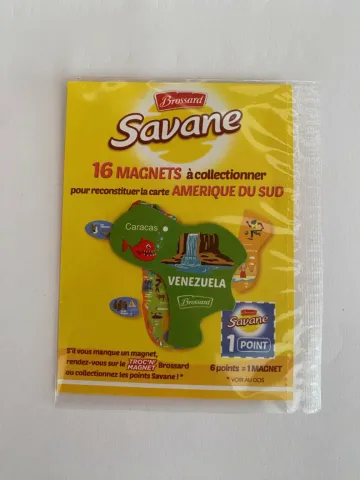 Brossard
Savane
16 MAGNETS à collectionner
pour reconstituer la carte AMERIQUE DU SUD
Caracas
VENEZUELA
Brossard
Brossard
Savane
1 POINT
S'il vous manque un magnet,
rendez-vous sur le TROC'N' MAGNET Brossard
ou collectionnez les points Savane ! *
6 points = 1 MAGNET
* VOIR AU DOS